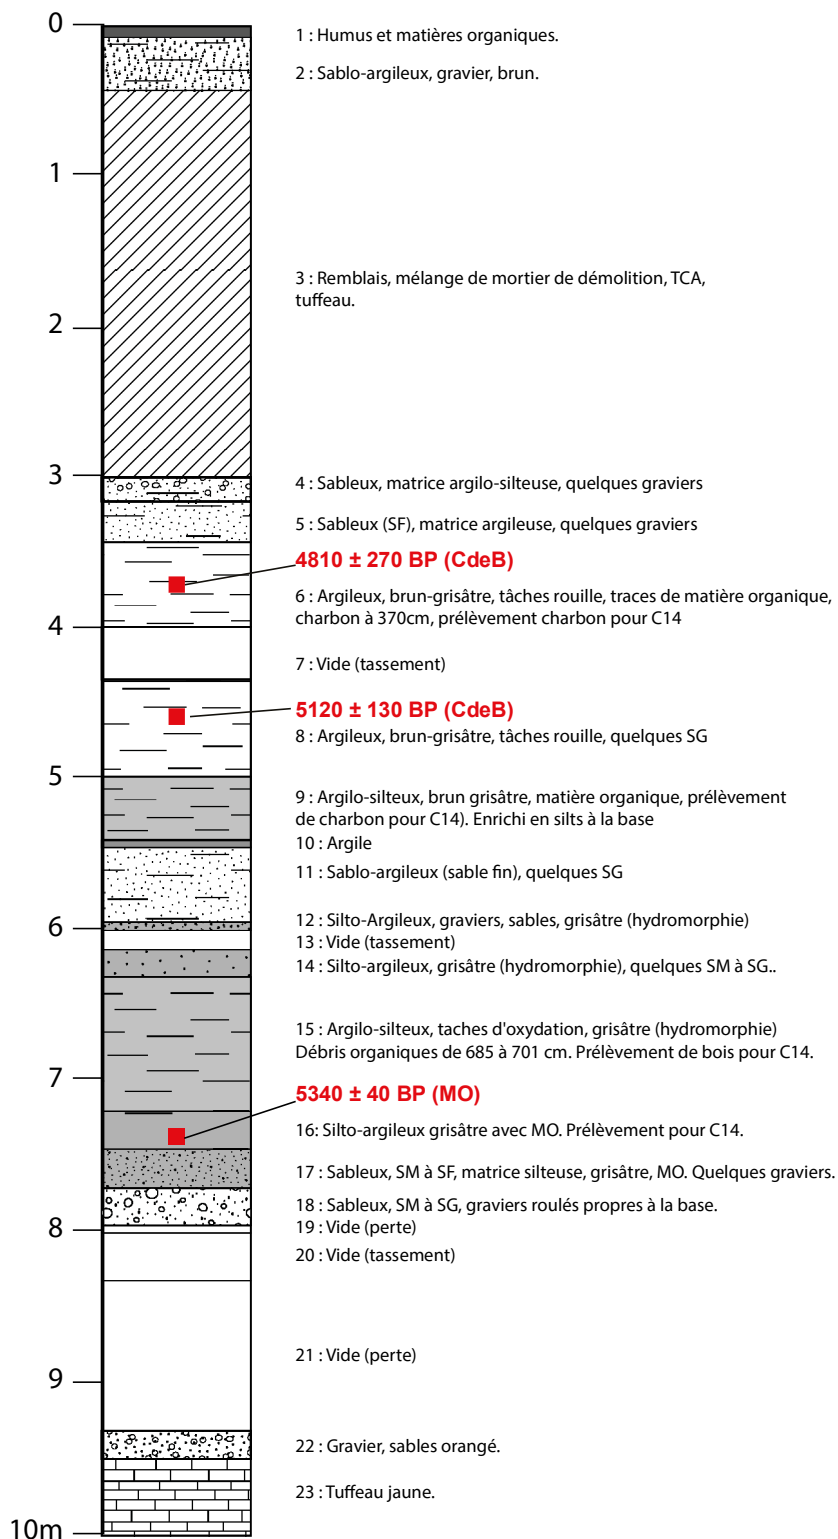 0
1 : Humus et matières organiques.
2 : Sablo-argileux, gravier, brun.
1
3 : Remblais, mélange de mortier de démolition, TCA,
tuffeau.
2
3
4 : Sableux, matrice argilo-silteuse, quelques graviers
5 : Sableux (SF), matrice argileuse, quelques graviers
4810 ± 270 BP (CdeB)
6 : Argileux, brun-grisâtre, tâches rouille, traces de matière organique,
charbon à 370cm, prélèvement charbon pour C14
4
7 : Vide (tassement)
5120 ± 130 BP (CdeB)
8 : Argileux, brun-grisâtre, tâches rouille, quelques SG
5
9 : Argilo-silteux, brun grisâtre, matière organique, prélèvement
de charbon pour C14). Enrichi en silts à la base
10 : Argile
11 : Sablo-argileux (sable fin), quelques SG
6
12 : Silto-Argileux, graviers, sables, grisâtre (hydromorphie)
13 : Vide (tassement)
14 : Silto-argileux, grisâtre (hydromorphie), quelques SM à SG..
15 : Argilo-silteux, taches d'oxydation, grisâtre (hydromorphie)
Débris organiques de 685 à 701 cm. Prélèvement de bois pour C14.
7
5340 ± 40 BP (MO)
16: Silto-argileux grisâtre avec MO. Prélèvement pour C14.
17 : Sableux, SM à SF, matrice silteuse, grisâtre, MO. Quelques graviers.
18 : Sableux, SM à SG, graviers roulés propres à la base.
8
19 : Vide (perte)
20 : Vide (tassement)
21 : Vide (perte)
9
22 : Gravier, sables orangé.
23 : Tuffeau jaune.
10m